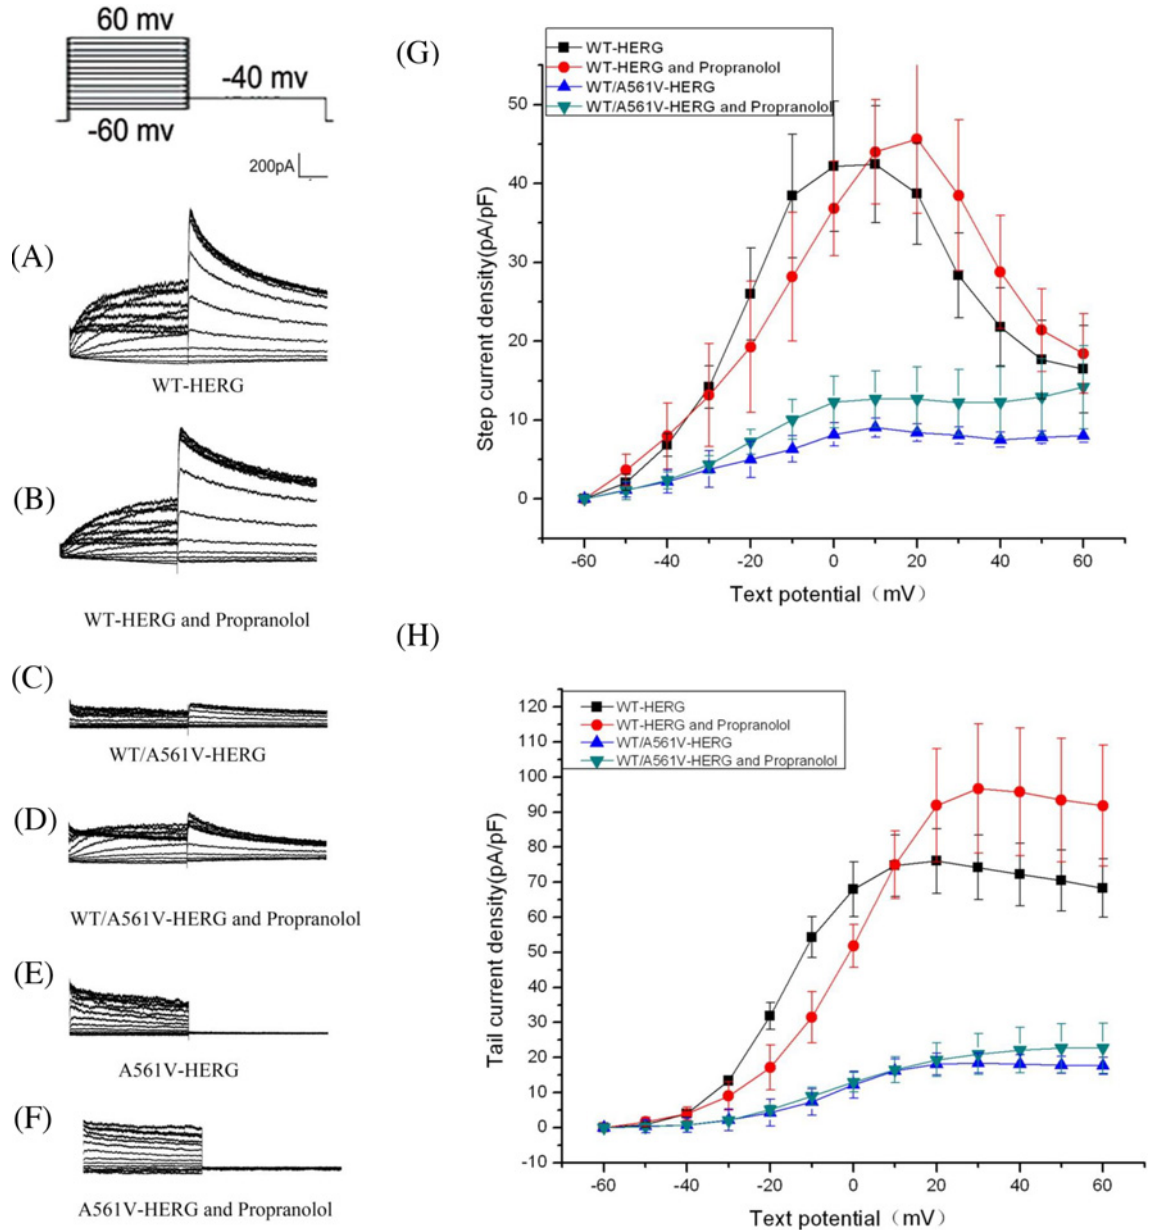 60 mv
-40 mv
-60 mv
200pA
(A)
WT-HERG
(B)
WT-HERG and Propranolol
(C)
WT/A561V-HERG
(D)
WT/A561V-HERG and Propranolol
(E)
A561V-HERG
(F)
A561V-HERG and Propranolol
(G)
WT-HERG
WT-HERG and Propranolol
WT/A561V-HERG
WT/A561V-HERG and Propranolol
Step current density(pA/pF)
50
40
30
20
10
0
-60 -40 -20 0 20 40 60
Text potential（mV）
(H)
WT-HERG
WT-HERG and Propranolol
WT/A561V-HERG
WT/A561V-HERG and Propranolol
Tail current density(pA/pF)
120
110
100
90
80
70
60
50
40
30
20
10
0
-10
-60 -40 -20 0 20 40 60
Text potential（mV）